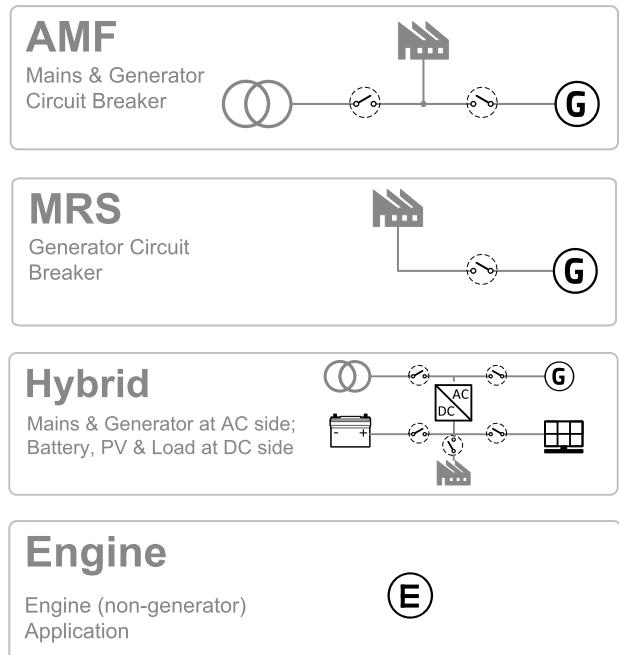 AMF
Mains & Generator
Circuit Breaker
G
MRS
Generator Circuit
Breaker
G
Hybrid
Mains & Generator at AC side;
Battery, PV & Load at DC side
G
AC
DC
- +
Engine
Engine (non-generator)
Application
E